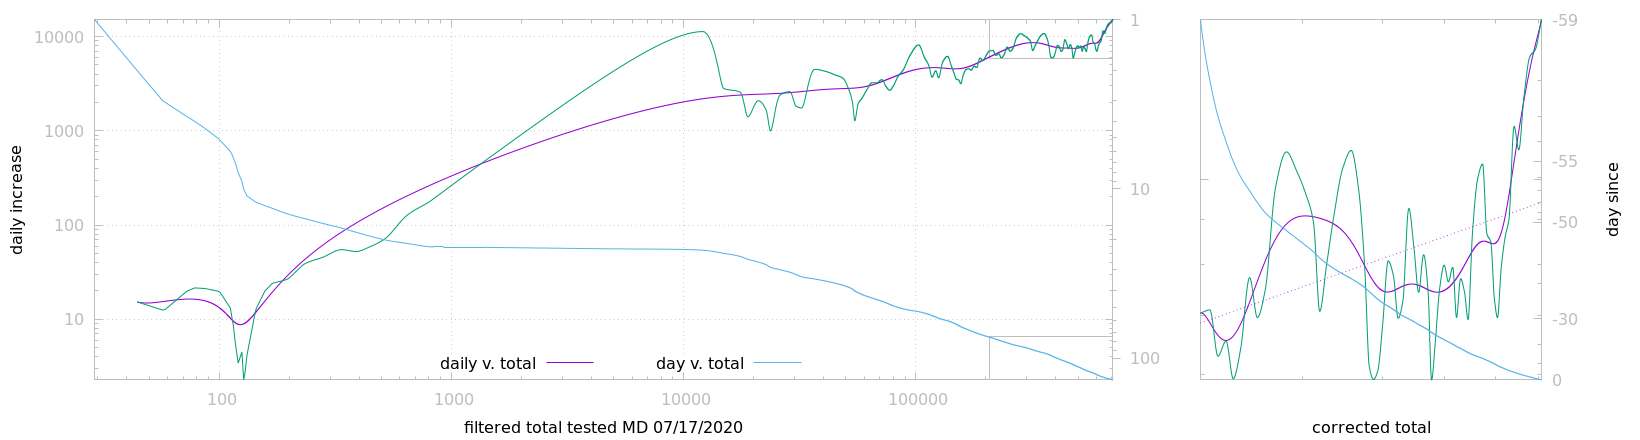 daily increase
10000
1000
100
10
1
10
100
daily v. total
day v. total
100
1000
10000
100000
filtered total tested MD 07/17/2020
-59
-55
-50
-30
0
day since
corrected total